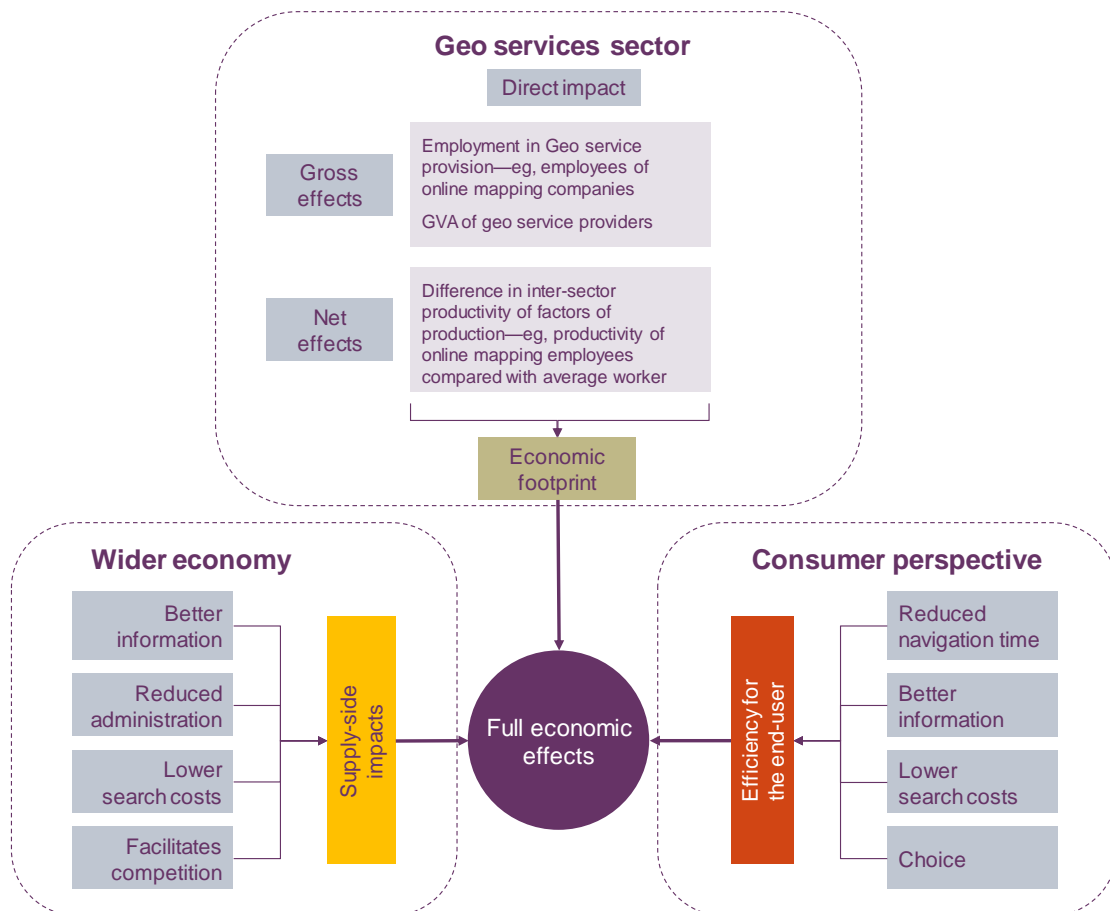 Geo services sector
Direct impact
Gross
effects
Employment in Geo service
provision—eg, employees of
online mapping companies
GVA of geo service providers
Net
effects
Difference in inter-sector
productivity of factors of
production—eg, productivity of
online mapping employees
compared with average worker
Economic
footprint
Wider economy
Better
information
Reduced
administration
Lower
search costs
Facilitates
competition
Supply-side
impacts
Full economic
effects
Consumer perspective
Efficiency for
the end-user
Reduced
navigation time
Better
information
Lower
search costs
Choice